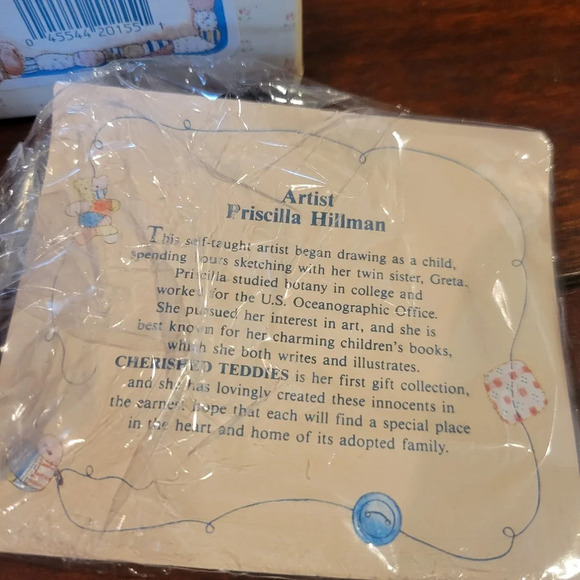 0 45544 20155
Artist
Priscilla Hillman
This self-taught artist began drawing as a child,
spending hours sketching with her twin sister, Greta.
Priscilla studied botany in college and
worked for the U.S. Oceanographic Office.
She pursued her interest in art, and she is
best known for her charming children's books,
which she both writes and illustrates.
CHERISHED TEDDIES is her first gift collection,
and she has lovingly created these innocents in
the earnest hope that each will find a special place
in the heart and home of its adopted family.